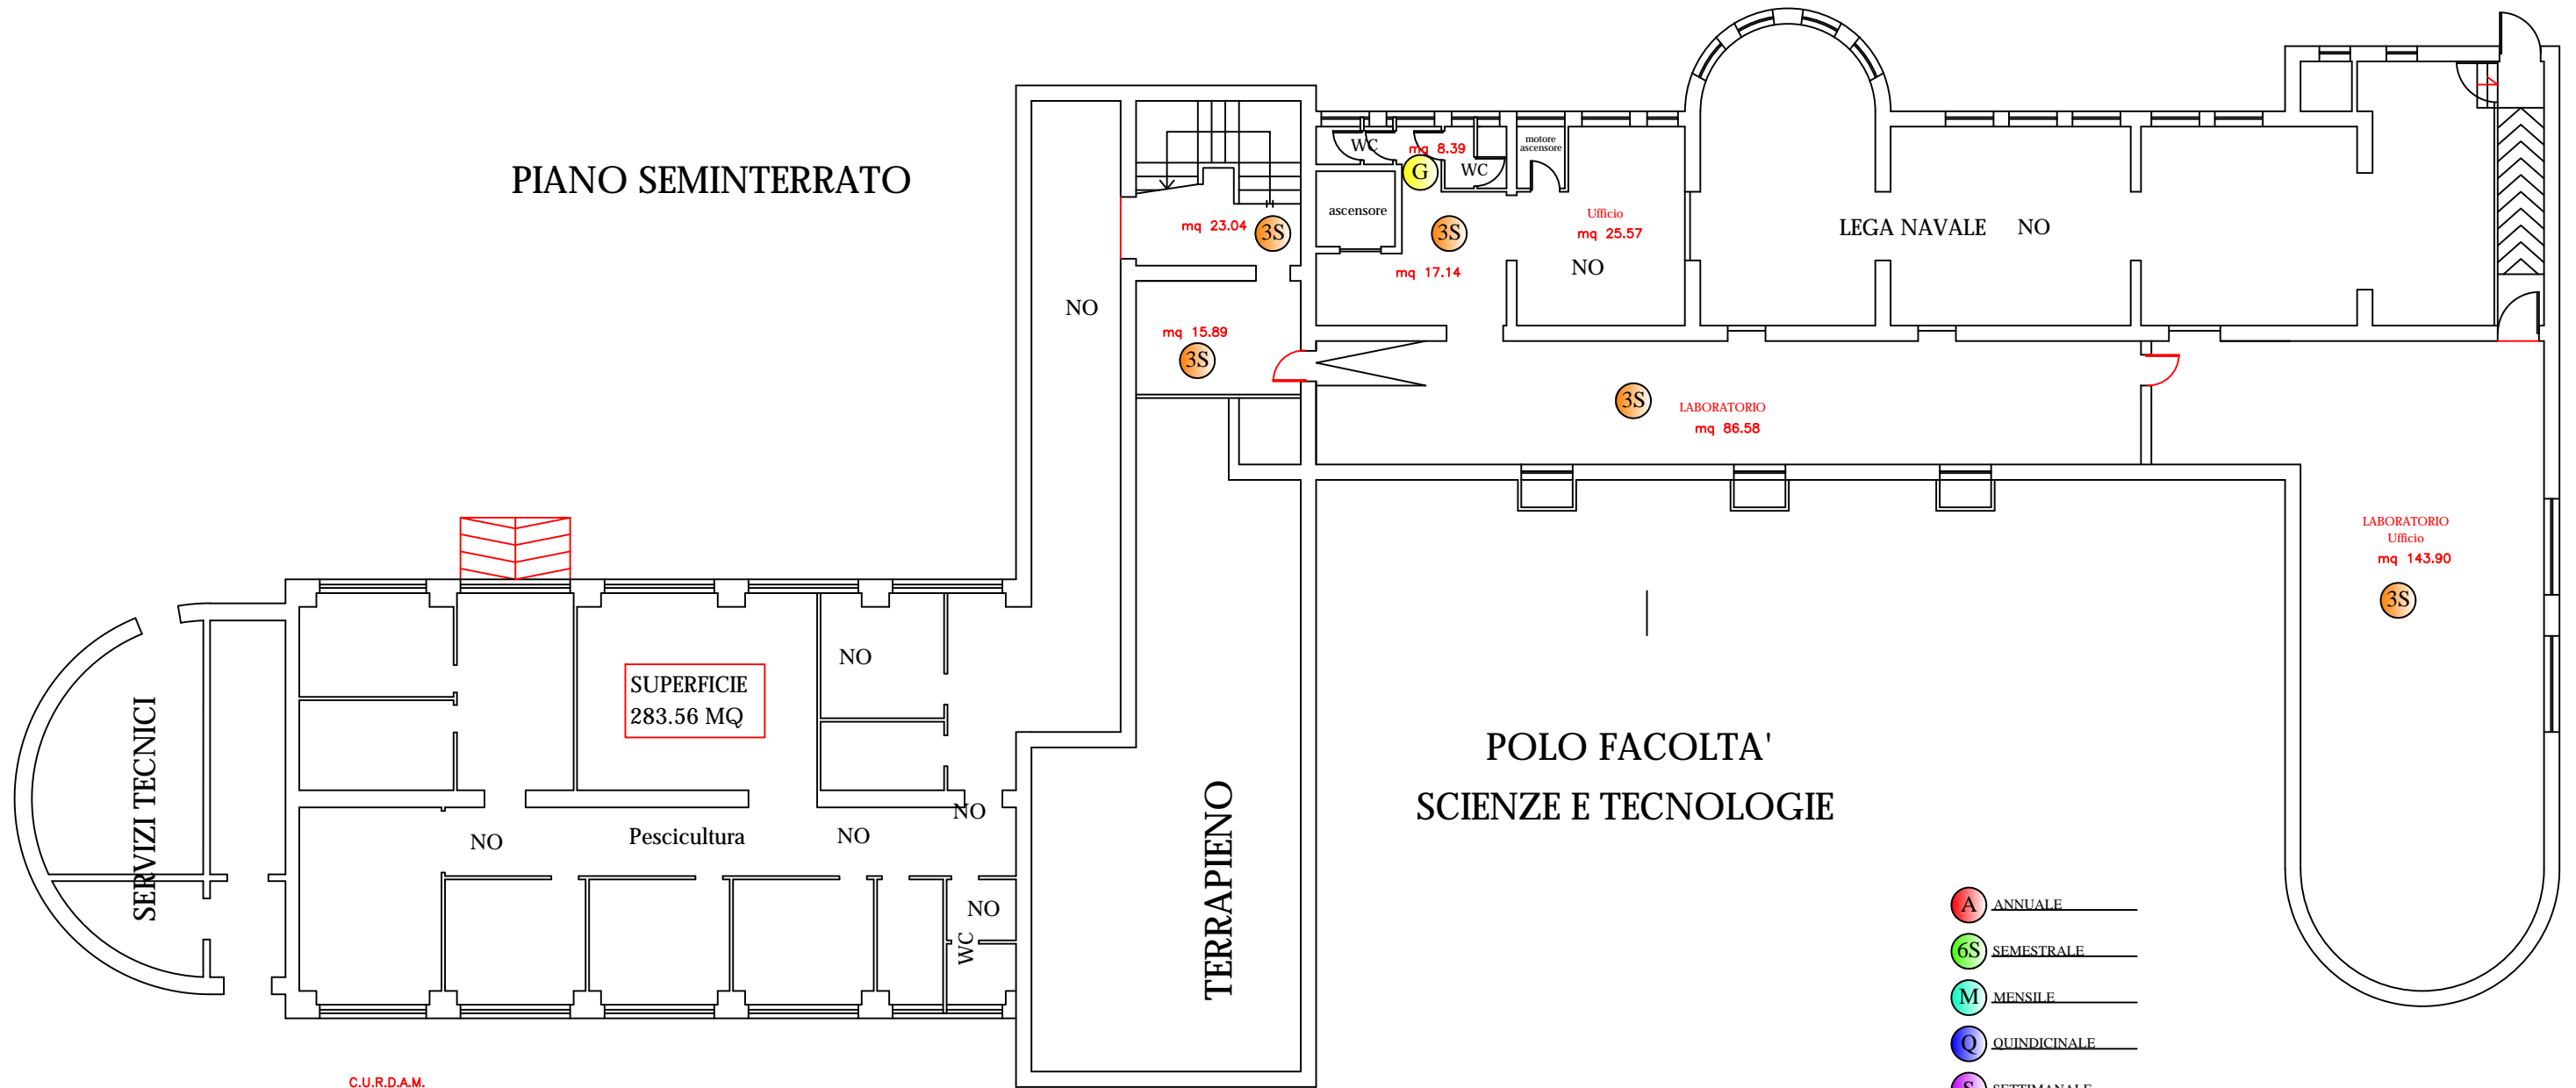 PIANO SEMINTERRATO
WC
mq 8.39
G
WC
motore
ascensore
ascensore
mq 23.04
3S
3S
mq 17.14
Ufficio
mq 25.57
NO
LEGA NAVALE NO
NO
mq 15.89
3S
3S
LABORATORIO
mq 86.58
LABORATORIO
Ufficio
mq 143.90
3S
NO
SUPERFICIE
283.56 MQ
SERVIZI TECNICI
NO
Pescicultura
NO
NO
NO
WC
TERRAPIENO
POLO FACOLTA'
SCIENZE E TECNOLOGIE
A ANNUALE
6S SEMESTRALE
M MENSILE
Q QUINDICINALE
S SETTIMANALE
C.U.R.D.A.M.